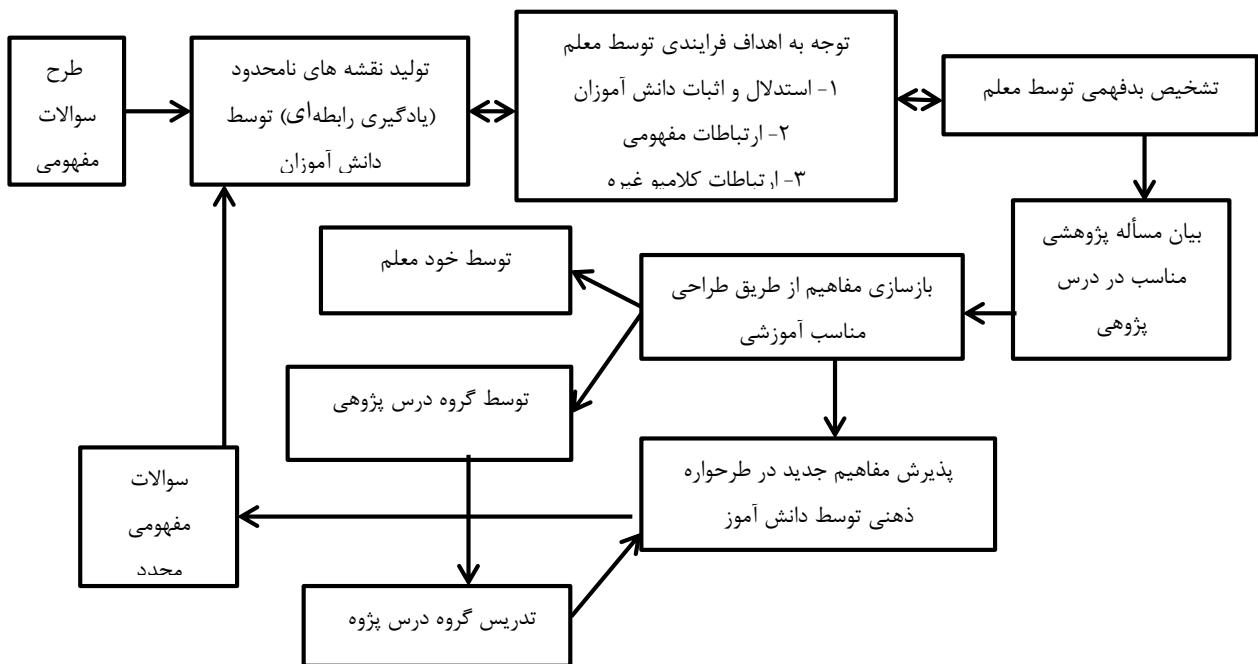 طرح
سوالات
مفهومی
تولید نقشه های نامحدود
(یادگیری رابطه‌ای) توسط
دانش آموزان
توجه به اهداف فرایندی توسط معلم
۱- استدلال و اثبات دانش آموزان
۲- ارتباطات مفهومی
۳- ارتباطات کلامیو غیره
تشخیص بدفهمی توسط معلم
بیان مسأله پژوهشی
مناسب در درس
پژوهی
بازسازی مفاهیم از طریق طراحی
مناسب آموزشی
توسط خود معلم
توسط گروه درس پژوهی
پذیرش مفاهیم جدید در طرحواره
ذهنی توسط دانش آموز
سوالات
مفهومی
مجدد
تدریس گروه درس پژوه